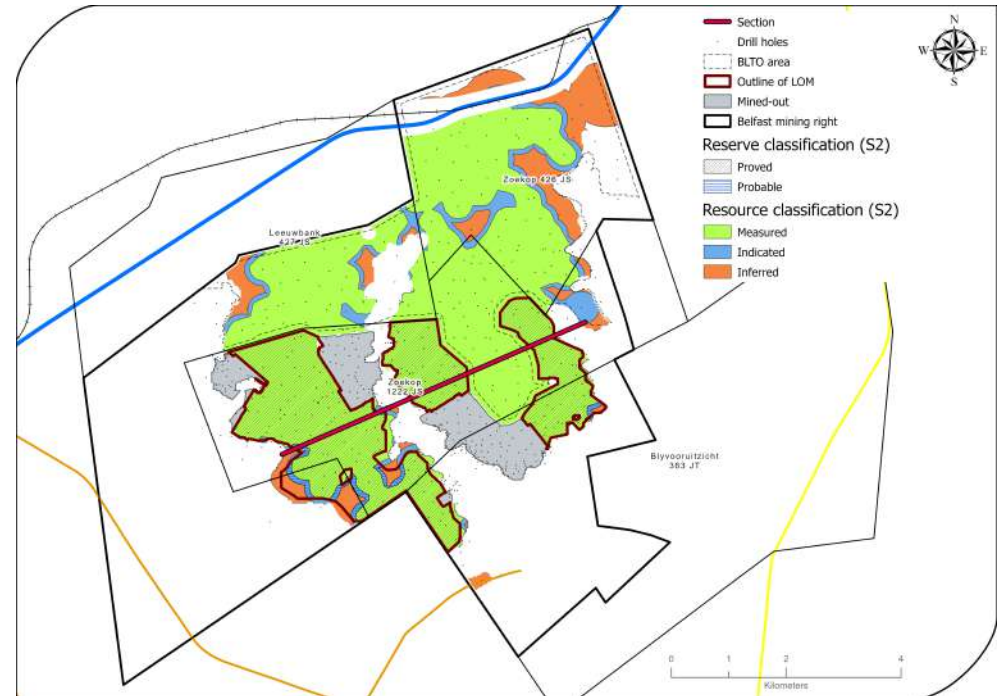 Section
Drill holes
BLTO area
Outline of LOM
Mined-out
Belfast mining right
Reserve classification (S2)
Proved
Probable
Resource classification (S2)
Measured
Indicated
Inferred
N
W E
S
Zoekop 426 JS
Leeuwbank
427 JS
Zoekop
1222 JS
Blyvooruitzicht
383 JT
0 1 2 4
Kilometers